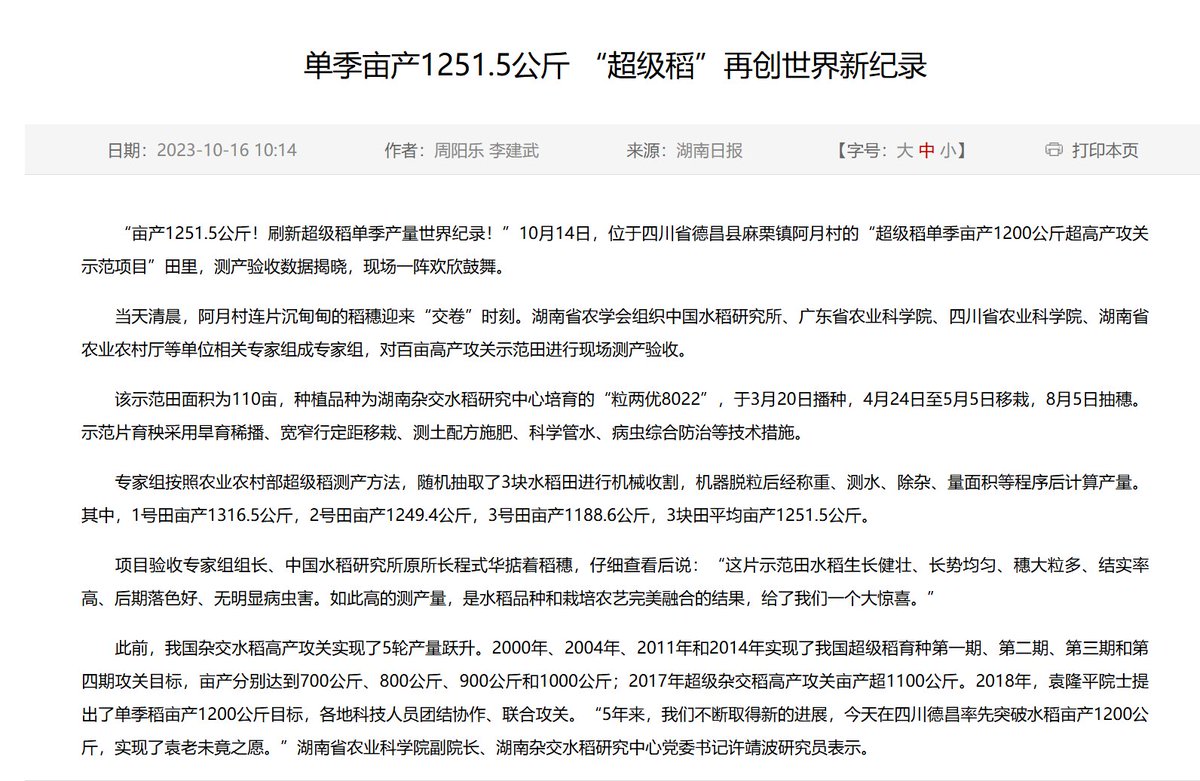 单季亩产1251.5公斤 “超级稻”再创世界新纪录
日期：2023-10-16 10:14 作者：周阳乐 李建武 来源：湖南日报 【字号：大 中 小】 打印本页
“亩产1251.5公斤！刷新超级稻单季产量世界纪录！”10月14日，位于四川省德昌县麻栗镇阿月村的“超级稻单季亩产1200公斤超高产攻关
示范项目”田里，测产验收数据揭晓，现场一阵欢欣鼓舞。
当天清晨，阿月村连片沉甸甸的稻穗迎来“交卷”时刻。湖南省农学会组织中国水稻研究所、广东省农业科学院、四川省农业科学院、湖南省
农业农村厅等单位相关专家组成专家组，对百亩高产攻关示范田进行现场测产验收。
该示范田面积为110亩，种植品种为湖南杂交水稻研究中心培育的“粒两优8022”，于3月20日播种，4月24日至5月5日移栽，8月5日抽穗。
示范片育秧采用旱育稀播、宽窄行定距移栽、测土配方施肥、科学管水、病虫综合防治等技术措施。
专家组按照农业农村部超级稻测产方法，随机抽取了3块水稻田进行机械收割，机器脱粒后经称重、测水、除杂、量面积等程序后计算产量。
其中，1号田亩产1316.5公斤，2号田亩产1249.4公斤，3号田亩产1188.6公斤，3块田平均亩产1251.5公斤。
项目验收专家组组长、中国水稻研究所原所长程式华掂着稻穗，仔细查看后说：“这片示范田水稻生长健壮、长势均匀、穗大粒多、结实率
高、后期落色好、无明显病虫害。如此高的测产量，是水稻品种和栽培农艺完美融合的结果，给了我们一个大惊喜。”
此前，我国杂交水稻高产攻关实现了5轮产量跃升。2000年、2004年、2011年和2014年实现了我国超级稻育种第一期、第二期、第三期和第
四期攻关目标，亩产分别达到700公斤、800公斤、900公斤和1000公斤；2017年超级杂交稻高产攻关亩产超1100公斤。2018年，袁隆平院士提
出了单季稻亩产1200公斤目标，各地科技人员团结协作、联合攻关。“5年来，我们不断取得新的进展，今天在四川德昌率先突破水稻亩产1200公
斤，实现了袁老未竟之愿。”湖南省农业科学院副院长、湖南杂交水稻研究中心党委书记许靖波研究员表示。